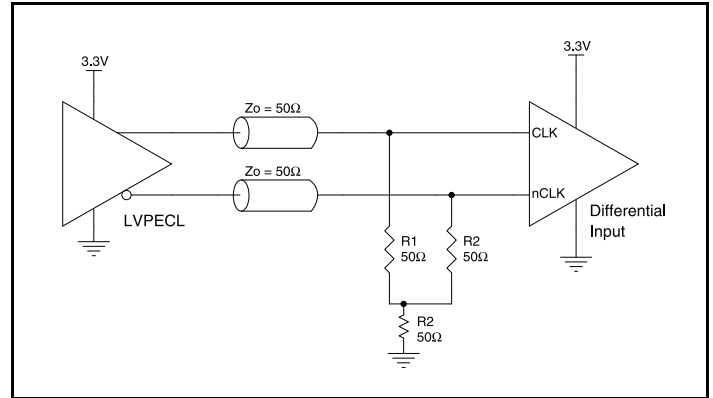 3.3V
3.3V
Zo = 50Ω
CLK
Zo = 50Ω
nCLK
LVPECL
Differential
Input
R1
50Ω
R2
50Ω
R2
50Ω